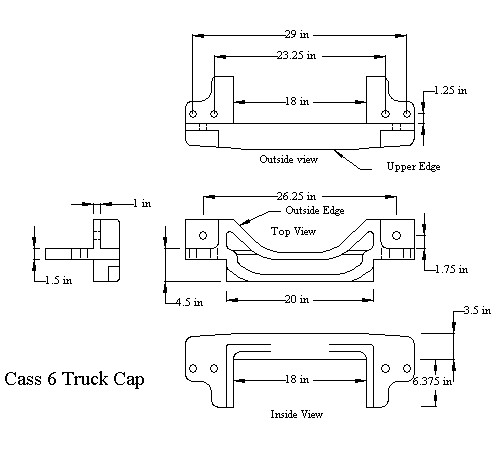 29 in
23.25 in
1.25 in
18 in
Outside view
Upper Edge
26.25 in
1 in
Outside Edge
Top View
1.5 in
1.75 in
4.5 in
20 in
3.5 in
Cass 6 Truck Cap
18 in
6.375 in
Inside View